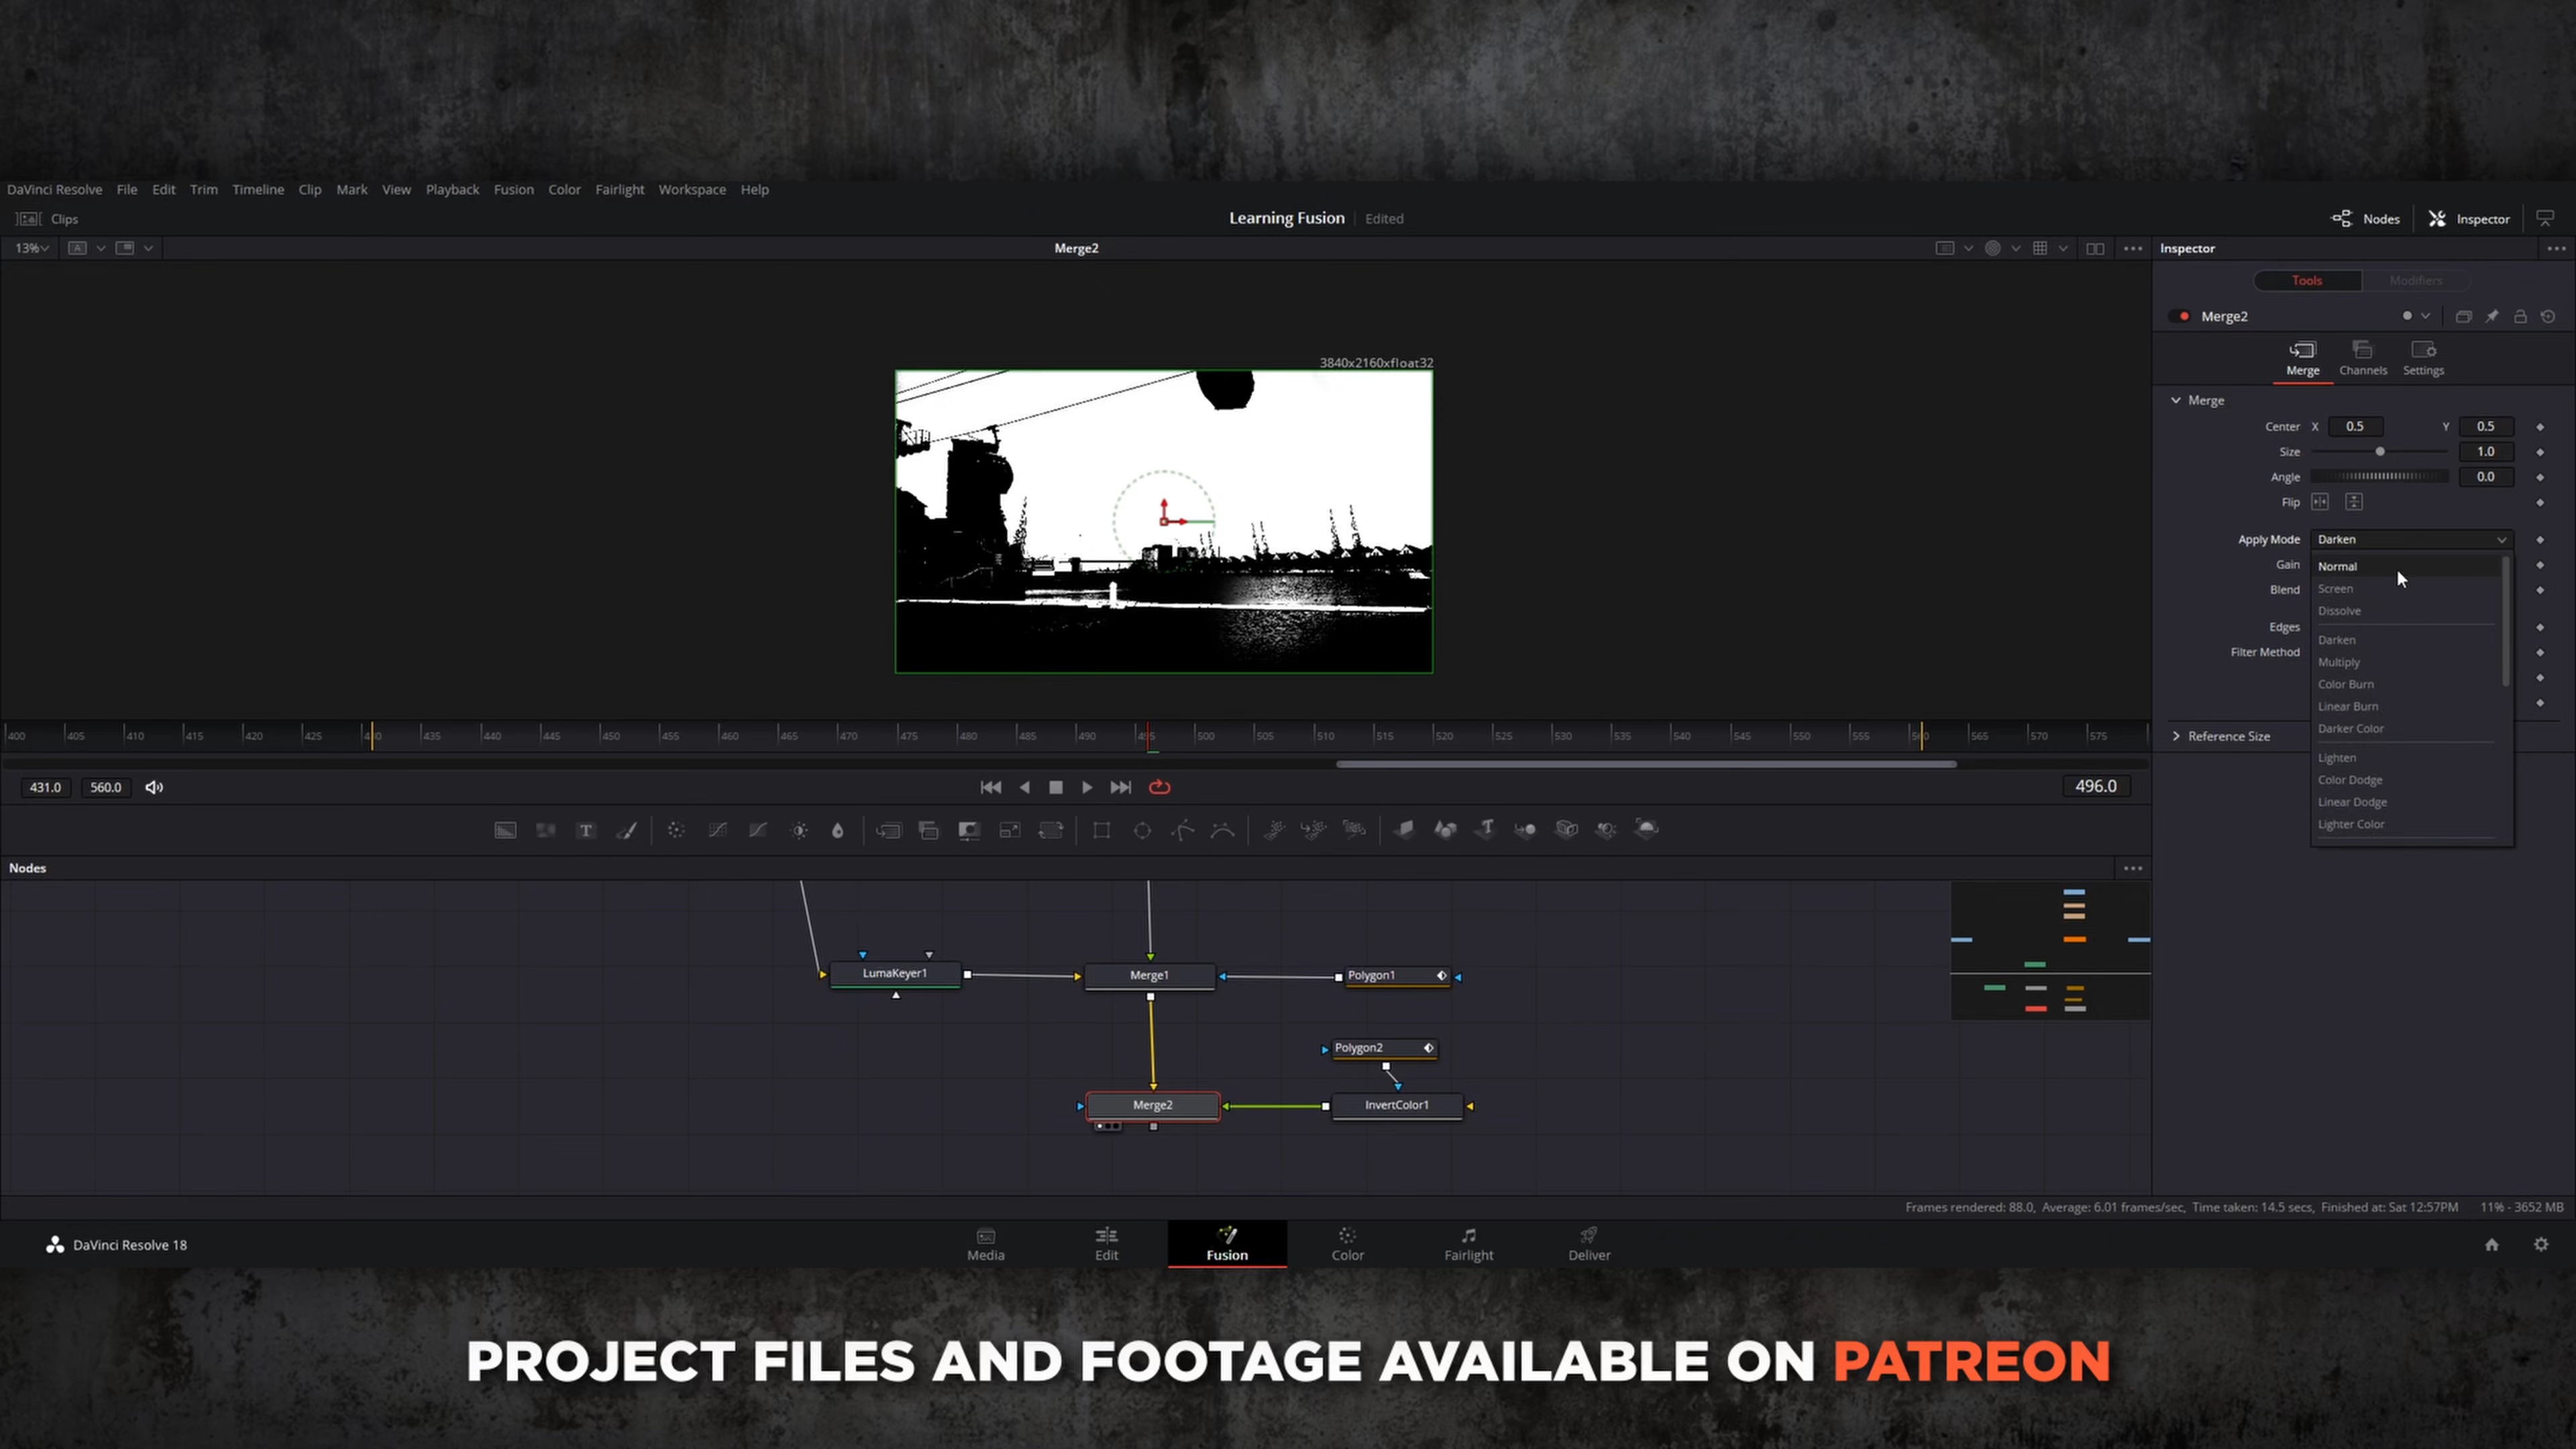 DaVinci Resolve File Edit Trim Timeline Clip Mark View Playback Fusion Color Fairlight Workspace Help
Clips Learning Fusion Edited Nodes Inspector
13% A Merge2 Inspector
Tools Modifiers
Merge2
3840x2160xfloat32
Merge Channels Settings
Merge
Center X 0.5 Y 0.5
Size 1.0
Angle 0.0
Flip
Apply Mode Darken
Gain Normal
Blend Screen
Dissolve
Edges
Darken
Filter Method
Multiply
Color Burn
Linear Burn
Darker Color
Reference Size
Lighten
Color Dodge
Linear Dodge
Lighter Color
400 405 410 415 420 425 435 440 445 450 455 460 465 470 475 480 485 490 495 500 505 510 515 520 525 530 535 540 545 550 555 565 570 575
431.0 560.0 496.0
T
Nodes
LumaKeyer1 Merge1 Polygon1
Polygon2
Merge2 InvertColor1
Frames rendered: 88.0, Average: 6.01 frames/sec, Time taken: 14.5 secs, Finished at: Sat 12:57PM 11% - 3652 MB
DaVinci Resolve 18 Media Edit Fusion Color Fairlight Deliver
PROJECT FILES AND FOOTAGE AVAILABLE ON PATREON